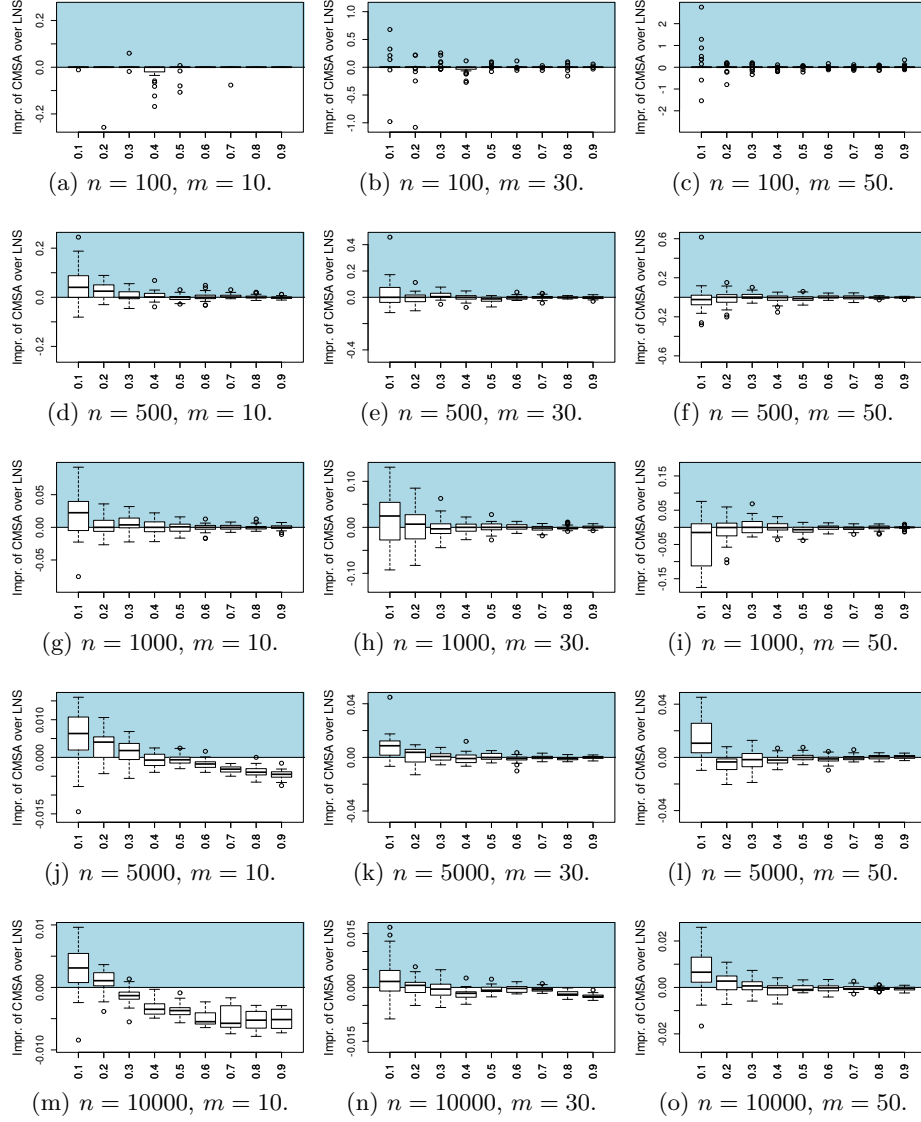 Impr. of CMSA over LNS
0.2
0.0
-0.2
0.1 0.2 0.3 0.4 0.5 0.6 0.7 0.8 0.9
(a) n = 100, m = 10.
Impr. of CMSA over LNS
1.0
0.5
0.0
-0.5
-1.0
0.1 0.2 0.3 0.4 0.5 0.6 0.7 0.8 0.9
(b) n = 100, m = 30.
Impr. of CMSA over LNS
2
1
0
-2
0.1 0.2 0.3 0.4 0.5 0.6 0.7 0.8 0.9
(c) n = 100, m = 50.
Impr. of CMSA over LNS
0.2
0.0
-0.2
0.1 0.2 0.3 0.4 0.5 0.6 0.7 0.8 0.9
(d) n = 500, m = 10.
Impr. of CMSA over LNS
0.4
0.2
0.0
-0.4
0.1 0.2 0.3 0.4 0.5 0.6 0.7 0.8 0.9
(e) n = 500, m = 30.
Impr. of CMSA over LNS
0.6
0.2
-0.2
-0.6
0.1 0.2 0.3 0.4 0.5 0.6 0.7 0.8 0.9
(f) n = 500, m = 50.
Impr. of CMSA over LNS
0.05
0.00
-0.05
0.1 0.2 0.3 0.4 0.5 0.6 0.7 0.8 0.9
(g) n = 1000, m = 10.
Impr. of CMSA over LNS
0.10
0.00
-0.10
0.1 0.2 0.3 0.4 0.5 0.6 0.7 0.8 0.9
(h) n = 1000, m = 30.
Impr. of CMSA over LNS
0.15
0.05
-0.05
-0.15
0.1 0.2 0.3 0.4 0.5 0.6 0.7 0.8 0.9
(i) n = 1000, m = 50.
Impr. of CMSA over LNS
0.010
0.000
-0.015
0.1 0.2 0.3 0.4 0.5 0.6 0.7 0.8 0.9
(j) n = 5000, m = 10.
Impr. of CMSA over LNS
0.04
0.00
-0.04
0.1 0.2 0.3 0.4 0.5 0.6 0.7 0.8 0.9
(k) n = 5000, m = 30.
Impr. of CMSA over LNS
0.04
0.00
-0.04
0.1 0.2 0.3 0.4 0.5 0.6 0.7 0.8 0.9
(l) n = 5000, m = 50.
Impr. of CMSA over LNS
0.01
0.000
-0.010
0.1 0.2 0.3 0.4 0.5 0.6 0.7 0.8 0.9
(m) n = 10000, m = 10.
Impr. of CMSA over LNS
0.015
0.000
-0.015
0.1 0.2 0.3 0.4 0.5 0.6 0.7 0.8 0.9
(n) n = 10000, m = 30.
Impr. of CMSA over LNS
0.02
0.00
-0.02
0.1 0.2 0.3 0.4 0.5 0.6 0.7 0.8 0.9
(o) n = 10000, m = 50.